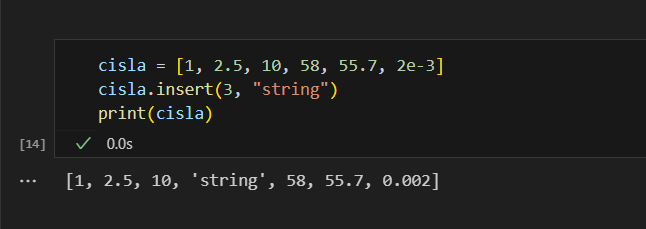 cisla = [1, 2.5, 10, 58, 55.7, 2e-3]
cisla.insert(3, "string")
print(cisla)
[14]
0.0s
... [1, 2.5, 10, 'string', 58, 55.7, 0.002]